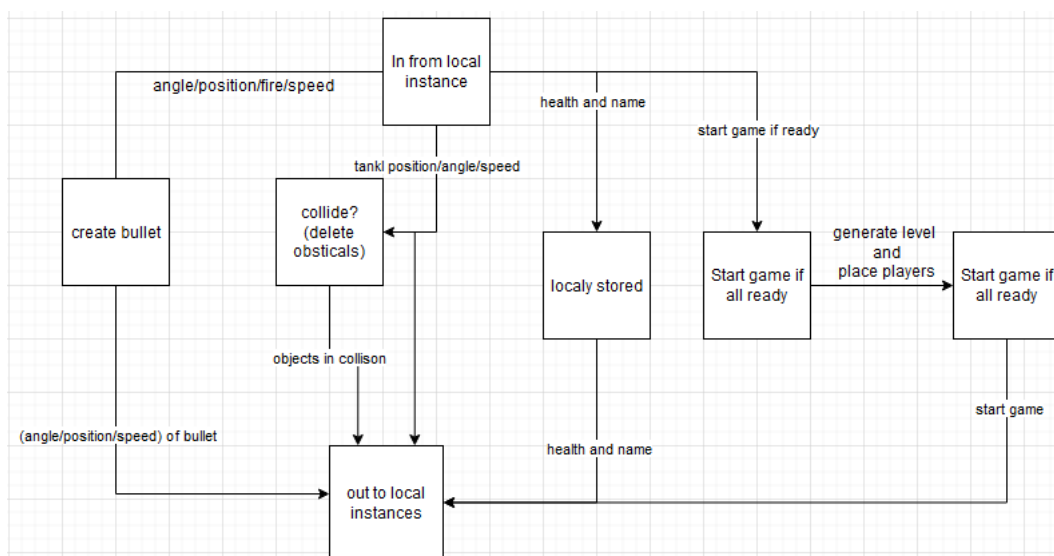 In from local
instance
angle/position/fire/speed
health and name
start game if ready
tankl position/angle/speed
create bullet
collide?
(delete
obsticals)
localy stored
Start game if
all ready
generate level
and
place players
Start game if
all ready
objects in collison
start game
(angle/position/speed) of bullet
health and name
out to local
instances